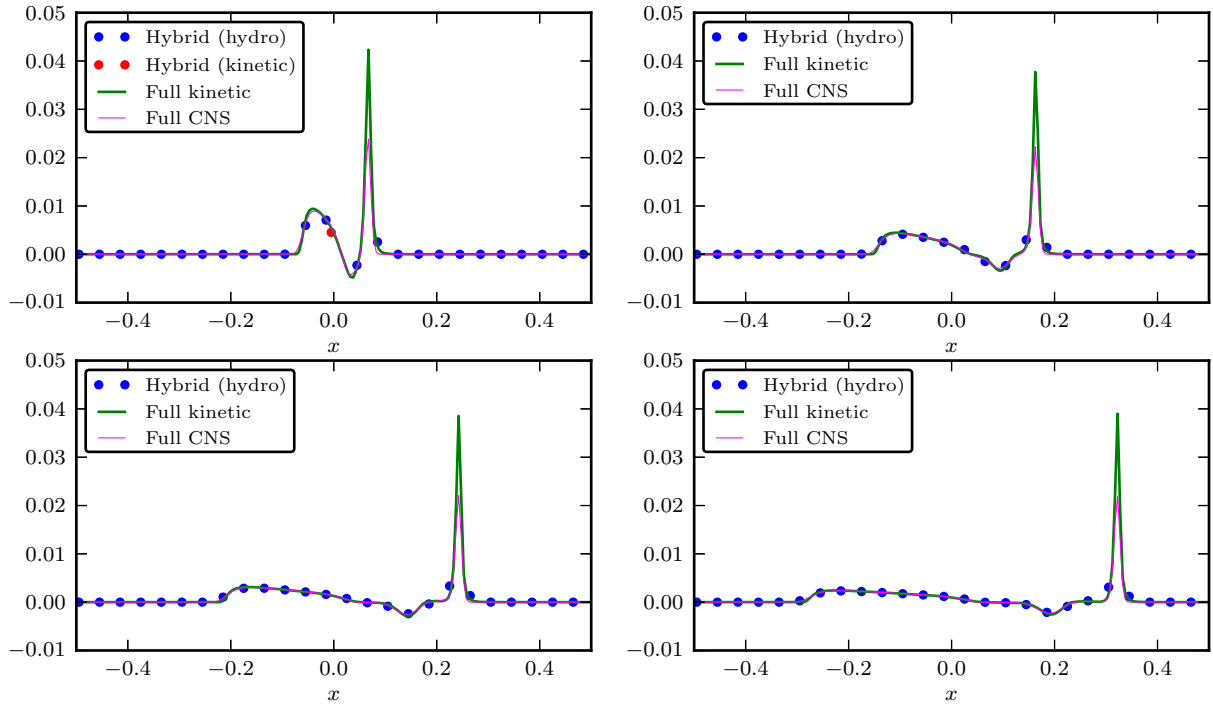 0.05
0.04
0.03
0.02
0.01
0.00
−0.01
−0.4 −0.2 0.0 0.2 0.4
x
Hybrid (hydro)
Hybrid (kinetic)
Full kinetic
Full CNS
0.05
0.04
0.03
0.02
0.01
0.00
−0.01
−0.4 −0.2 0.0 0.2 0.4
x
Hybrid (hydro)
Full kinetic
Full CNS
0.05
0.04
0.03
0.02
0.01
0.00
−0.01
−0.4 −0.2 0.0 0.2 0.4
x
Hybrid (hydro)
Full kinetic
Full CNS
0.05
0.04
0.03
0.02
0.01
0.00
−0.01
−0.4 −0.2 0.0 0.2 0.4
x
Hybrid (hydro)
Full kinetic
Full CNS